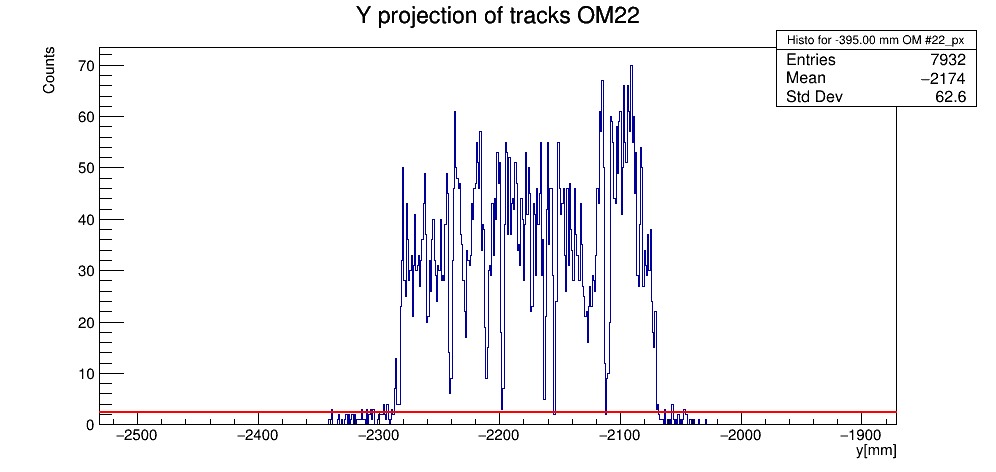 Y projection of tracks OM22
Histo for -395.00 mm OM #22_px
Entries 7932
Mean −2174
Std Dev 62.6
Counts
70
60
50
40
30
20
10
0
−2500 −2400 −2300 −2200 −2100 −2000 −1900
y[mm]